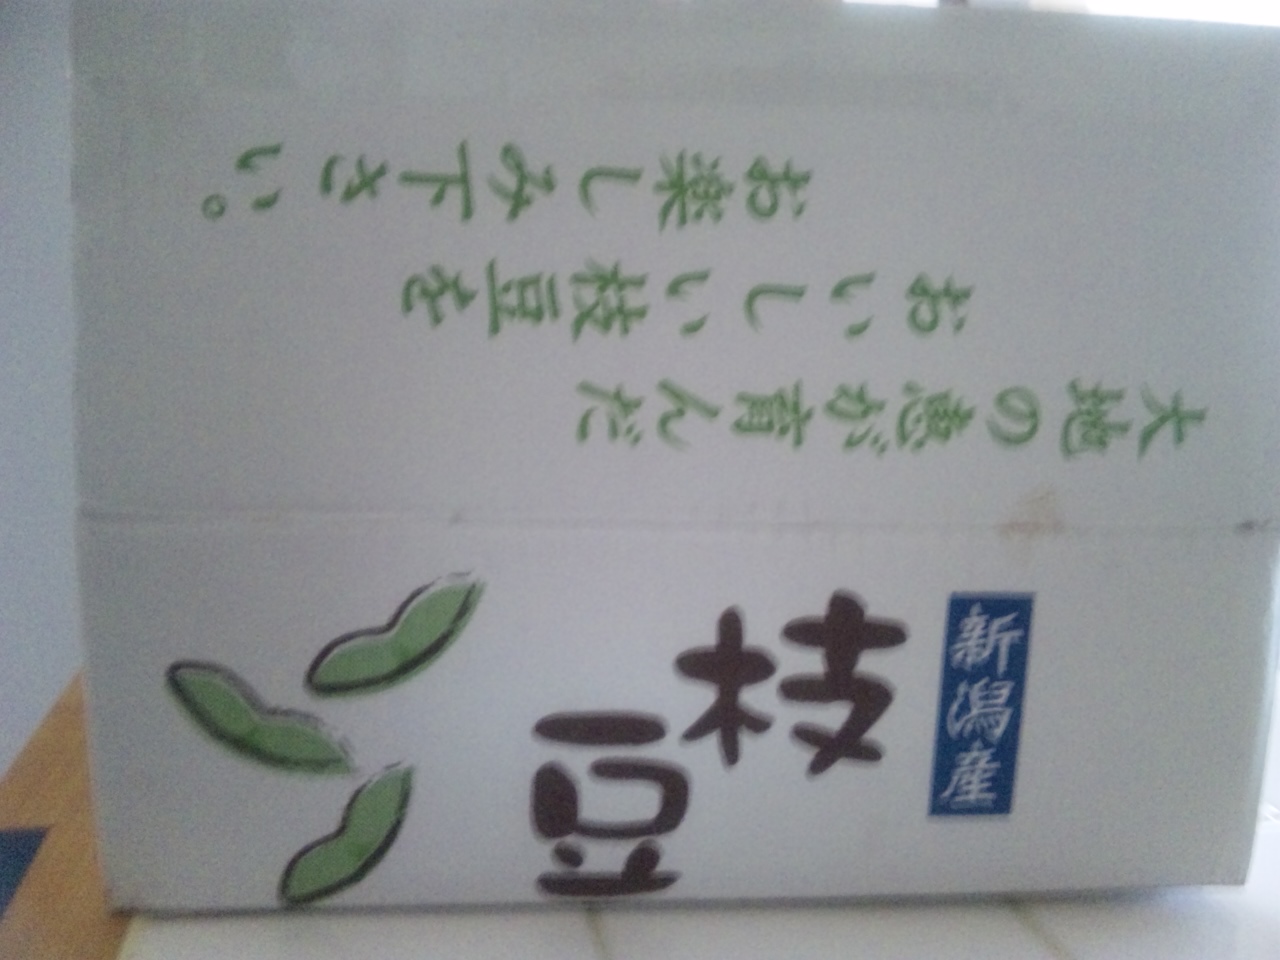 大地の恵が育んだ
おいしい枝豆を
お楽しみ下さい。
新潟産
枝豆